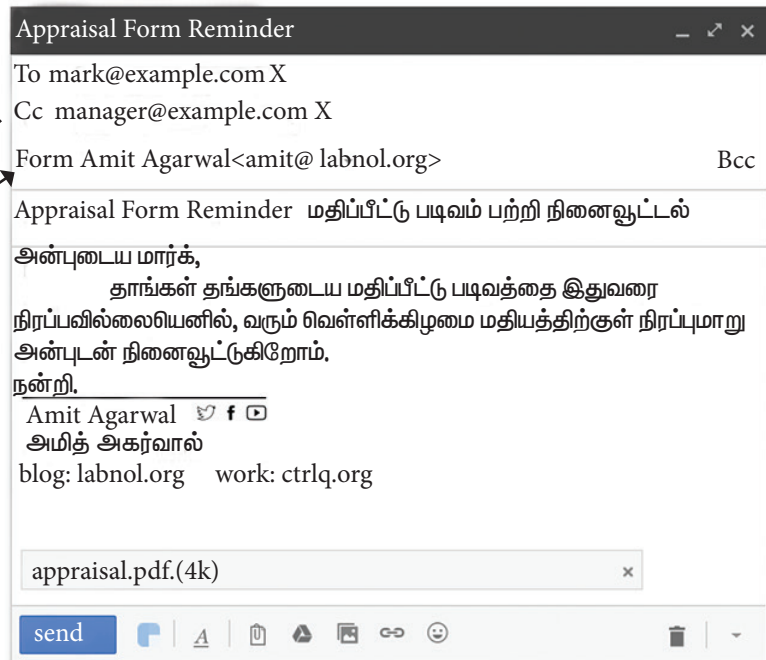 Appraisal Form Reminder
To mark@example.com X
Cc manager@example.com X
Form Amit Agarwal<amit@ labnol.org> Bcc
Appraisal Form Reminder மதிப்பீட்டு படிவம் பற்றி நினைவூட்டல்
அன்புடைய மார்க்,
தாங்கள் தங்களுடைய மதிப்பீட்டு படிவத்தை இதுவரை
நிரப்பவில்லையெனில், வரும் வெள்ளிக்கிழமை மதியத்திற்குள் நிரப்புமாறு
அன்புடன் நினைவூட்டுகிறோம்.
நன்றி.
Amit Agarwal
அமித் அகர்வால்
blog: labnol.org work: ctrlq.org
appraisal.pdf.(4k)
send